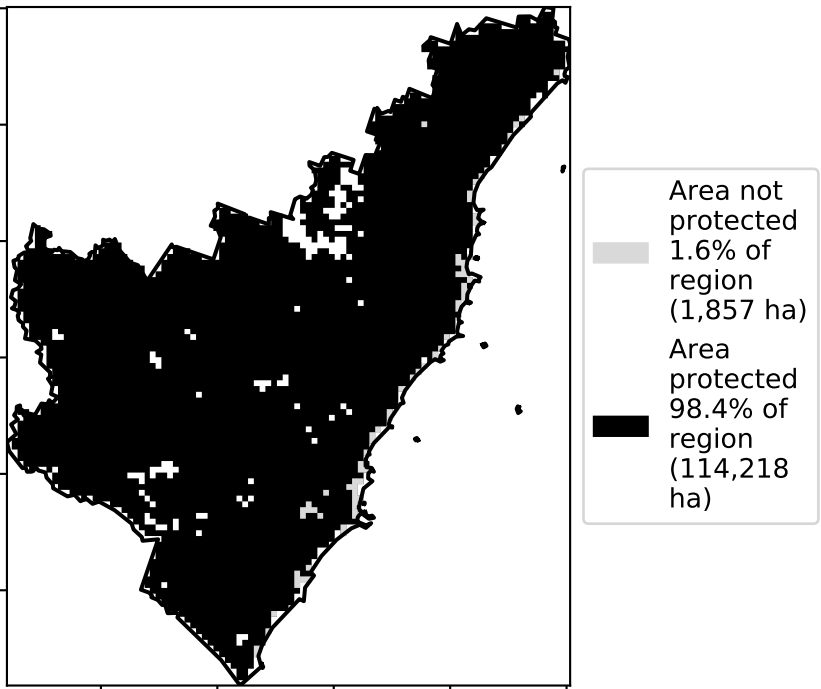 Area not
protected
1.6% of
region
(1,857 ha)
Area
protected
98.4% of
region
(114,218
ha)